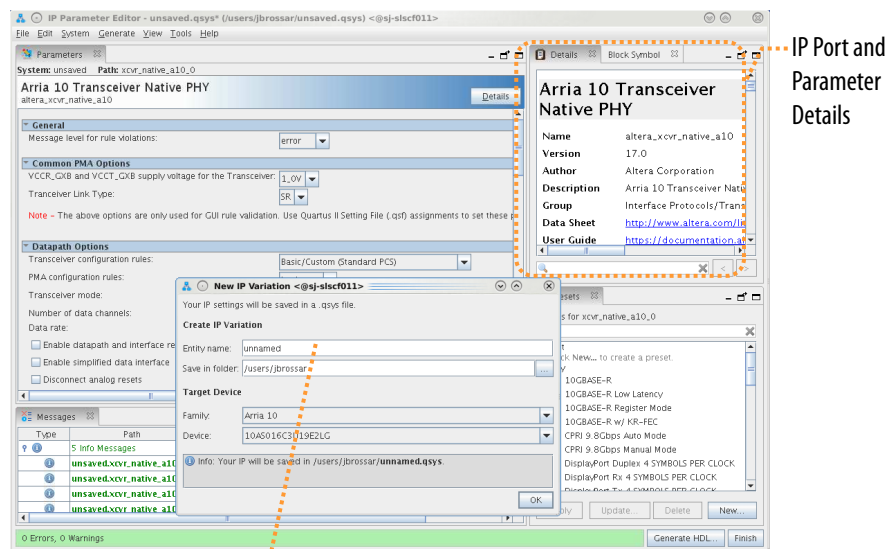 IP Parameter Editor - unsaved.qsys* (/users/jbrossar/unsaved.qsys) <@sj-slscf011>
File Edit System Generate View Tools Help
Parameters
System: unsaved Path: xcvr_native_a10_0
Arria 10 Transceiver Native PHY
altera_xcvr_native_a10
Details
General
Message level for rule violations: error
Common PMA Options
VCCR_GXB and VCCT_GXB supply voltage for the Transceiver: 1_0V
Tranceiver Link Type: SR
Note - The above options are only used for GUI rule validation. Use Quartus II Setting File (.qsf) assignments to set these p
Datapath Options
Transceiver configuration rules: Basic/Custom (Standard PCS)
PMA configuration rules:
Transceiver mode:
Number of data channels:
Data rate:
Enable datapath and interface re
Enable simplified data interface
Disconnect analog resets
Messages
Type Path
5 Info Messages
unsaved.xcvr_native_a10
unsaved.xcvr_native_a10
unsaved.xcvr_native_a10
unsaved.xcvr_native_a10
0 Errors, 0 Warnings
Generate HDL... Finish
Details Block Symbol
Arria 10 Transceiver
Native PHY
Name altera_xcvr_native_a10
Version 17.0
Author Altera Corporation
Description Arria 10 Transceiver Nati
Group Interface Protocols/Trans
Data Sheet http://www.altera.com/li
User Guide https://documentation.al
IP Port and
Parameter
Details
esets
s for xcvr_native_a10_0
ck New... to create a preset.
10GBASE-R
10GBASE-R Low Latency
10GBASE-R Register Mode
10GBASE-R w/ KR-FEC
CPRI 9.8Gbps Auto Mode
CPRI 9.8Gbps Manual Mode
DisplayPort Duplex 4 SYMBOLS PER CLOCK
DisplayPort Rx 4 SYMBOLS PER CLOCK
DisplayPort Tx 4 SYMBOLS PER CLOCK
Update... Delete New...
New IP Variation <@sj-slscf011>
Your IP settings will be saved in a .qsys file.
Create IP Variation
Entity name: unnamed
Save in folder: /users/jbrossar ...
Target Device
Family: Arria 10
Device:
Info: Your IP will be saved in /users/jbrossar/unnamed.qsys.
OK